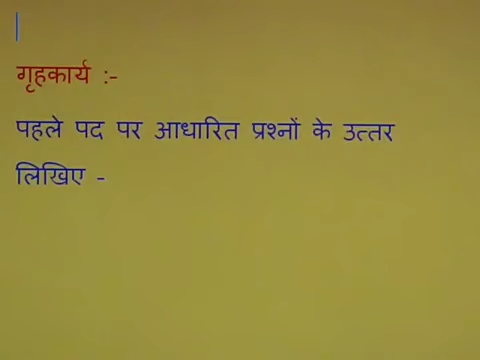 गृहकार्य :-
पहले पद पर आधारित प्रश्नों के उत्तर
लिखिए -